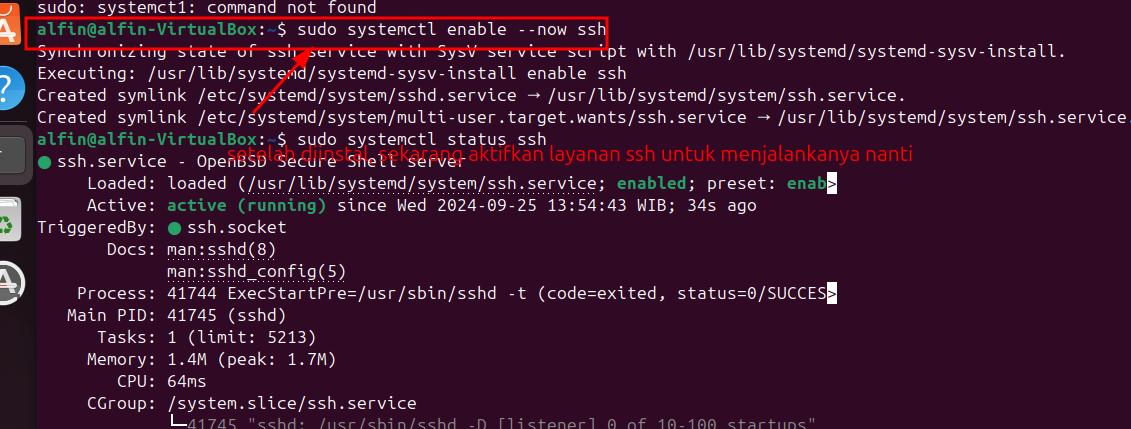 sudo: systemct1: command not found
alfin@alfin-VirtualBox:~$ sudo systemctl enable --now ssh
Synchronizing state of ssh.service with SysV service script with /usr/lib/systemd/systemd-sysv-install.
Executing: /usr/lib/systemd/systemd-sysv-install enable ssh
Created symlink /etc/systemd/system/sshd.service → /usr/lib/systemd/system/ssh.service.
Created symlink /etc/systemd/system/multi-user.target.wants/ssh.service → /usr/lib/systemd/system/ssh.service.
alfin@alfin-VirtualBox:~$ sudo systemctl status ssh
setelah diinstal, sekarang aktifkan layanan ssh untuk menjalankanya nanti
● ssh.service - OpenBSD Secure Shell server
Loaded: loaded (/usr/lib/systemd/system/ssh.service; enabled; preset: enab>
Active: active (running) since Wed 2024-09-25 13:54:43 WIB; 34s ago
TriggeredBy: ● ssh.socket
Docs: man:sshd(8)
man:sshd_config(5)
Process: 41744 ExecStartPre=/usr/sbin/sshd -t (code=exited, status=0/SUCCES>
Main PID: 41745 (sshd)
Tasks: 1 (limit: 5213)
Memory: 1.4M (peak: 1.7M)
CPU: 64ms
CGroup: /system.slice/ssh.service
└─41745 "sshd: /usr/sbin/sshd -D [listener] 0 of 10-100 startups"